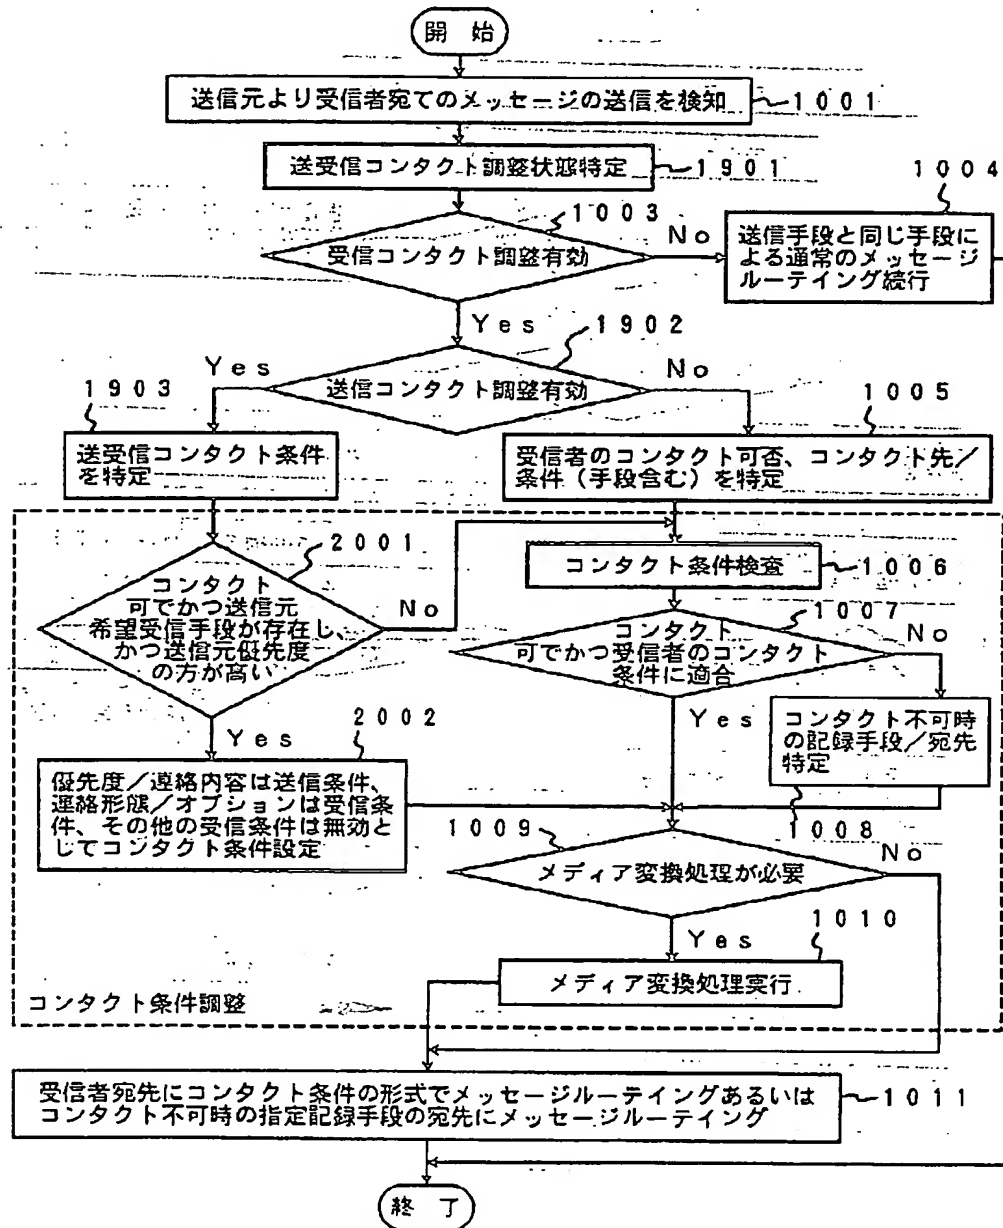 開 始
送信元より受信者宛てのメッセージの送信を検知
1001
送受信コンタクト調整状態特定
1901
1004
1003
受信コンタクト調整有効
No
送信手段と同じ手段に
よる通常のメッセージ
ルーテイング続行
Yes
1902
Yes
送信コンタクト調整有効
No
1903
1005
送受信コンタクト条件
を特定
受信者のコンタクト可否、コンタクト先/
条件(手段含む)を特定
2001
コンタクト
可でかつ送信元
希望受信手段が存在し、
かつ送信元優先度
の方が高い
No
コンタクト条件検査
1006
1007
コンタクト
可でかつ受信者のコンタクト
条件に適合
No
Yes
2002
Yes
コンタクト不可時
の記録手段/宛先
特定
優先度/連絡内容は送信条件、
連絡形態/オプションは受信条
件、その他の受信条件は無効と
してコンタクト条件設定
1009
1008
メディア変換処理が必要
No
Yes
1010
メディア変換処理実行
コンタクト条件調整
受信者宛先にコンタクト条件の形式でメッセージルーテイングあるいは
コンタクト不可時の指定記録手段の宛先にメッセージルーテイング
1011
終 了